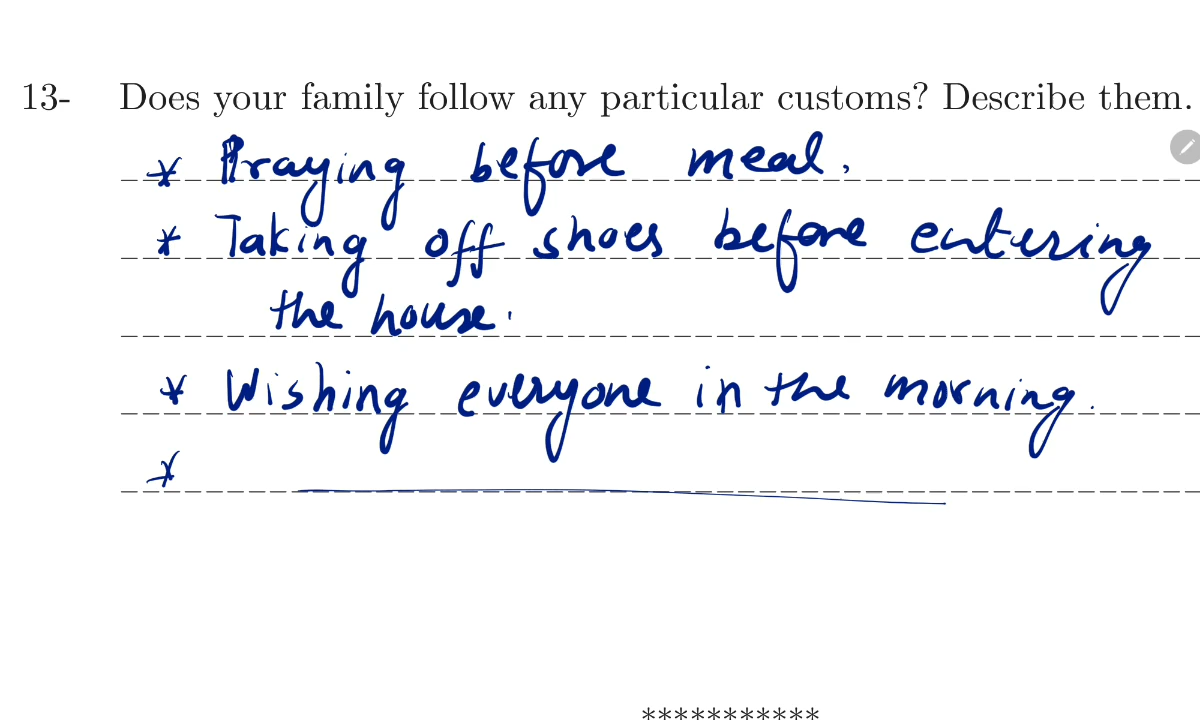 13- Does your family follow any particular customs? Describe them.
* Praying before meal.
* Taking off shoes before entering
the house.
* Wishing everyone in the morning.
*
***********